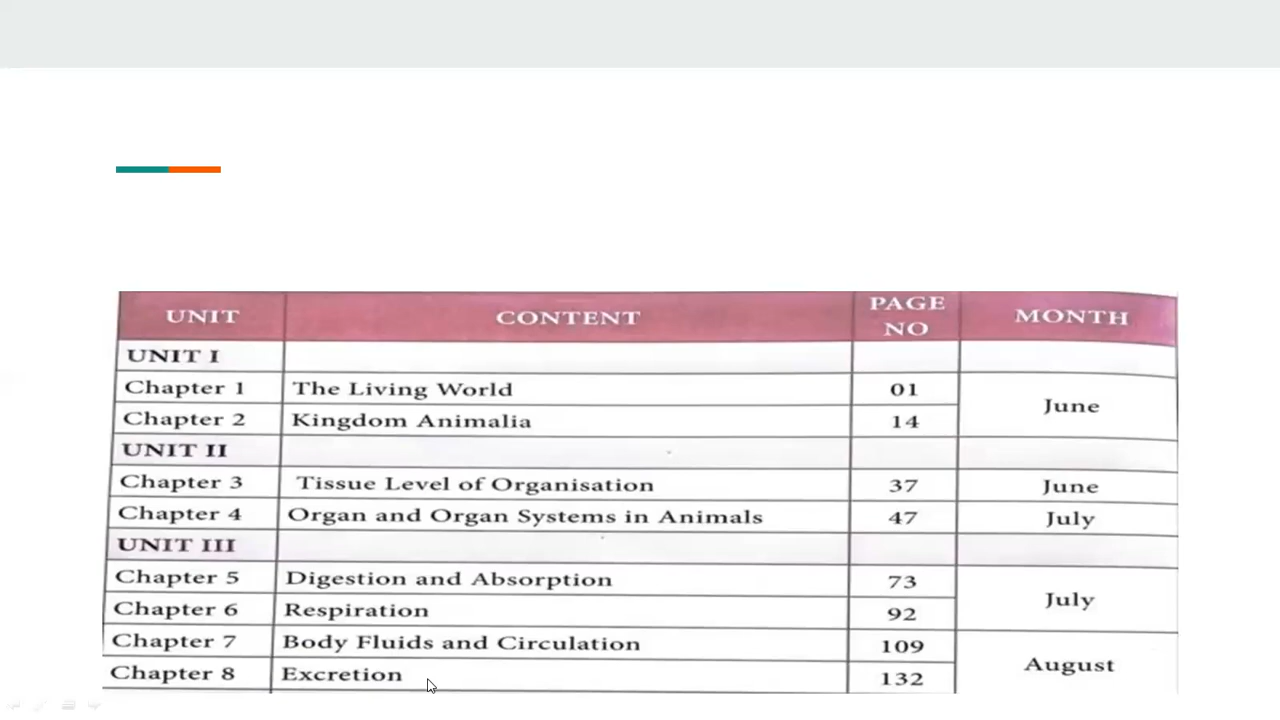 UNIT CONTENT PAGE NO MONTH
UNIT I
Chapter 1 The Living World 01 June
Chapter 2 Kingdom Animalia 14
UNIT II
Chapter 3 Tissue Level of Organisation 37 June
Chapter 4 Organ and Organ Systems in Animals 47 July
UNIT III
Chapter 5 Digestion and Absorption 73 July
Chapter 6 Respiration 92
Chapter 7 Body Fluids and Circulation 109 August
Chapter 8 Excretion 132